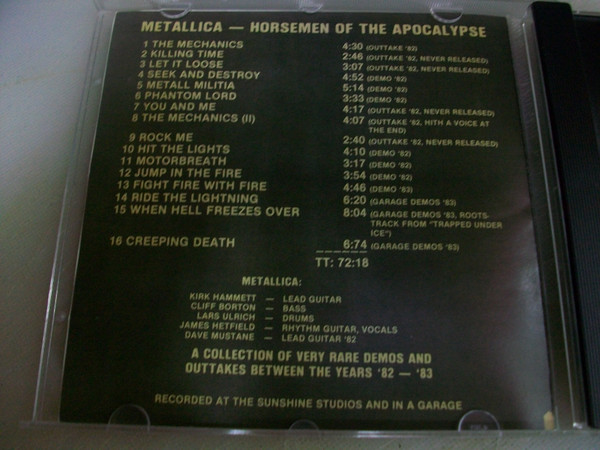 METALLICA — HORSEMEN OF THE APOCALYPSE
1 THE MECHANICS 4:30 (OUTTAKE '82)
2 KILLING TIME 2:46 (OUTTAKE '82, NEVER RELEASED)
3 LET IT LOOSE 3:07 (OUTTAKE '82, NEVER RELEASED)
4 SEEK AND DESTROY 4:52 (DEMO '82)
5 METALL MILITIA 5:14 (DEMO '82)
6 PHANTOM LORD 3:33 (DEMO '82)
7 YOU AND ME 4:17 (OUTTAKE '82, NEVER RELEASED)
8 THE MECHANICS (II) 4:07 (OUTTAKE '82, HITH A VOICE AT
THE END)
9 ROCK ME 2:40 (OUTTAKE '82, NEVER RELEASED)
10 HIT THE LIGHTS 4:10 (DEMO '82)
11 MOTORBREATH 3:17 (DEMO '82)
12 JUMP IN THE FIRE 3:54 (DEMO '82)
13 FIGHT FIRE WITH FIRE 4:46 (DEMO '83)
14 RIDE THE LIGHTNING 6:20 (GARAGE DEMOS '83)
15 WHEN HELL FREEZES OVER 8:04 (GARAGE DEMOS '83, ROOTS-
TRACK FROM "TRAPPED UNDER
ICE")
16 CREEPING DEATH 6:74 (GARAGE DEMOS '83)
TT: 72:18
METALLICA:
KIRK HAMMETT — LEAD GUITAR
CLIFF BORTON — BASS
LARS ULRICH — DRUMS
JAMES HETFIELD — RHYTHM GUITAR, VOCALS
DAVE MUSTANE — LEAD GUITAR '82
A COLLECTION OF VERY RARE DEMOS AND
OUTTAKES BETWEEN THE YEARS '82 — '83
RECORDED AT THE SUNSHINE STUDIOS AND IN A GARAGE